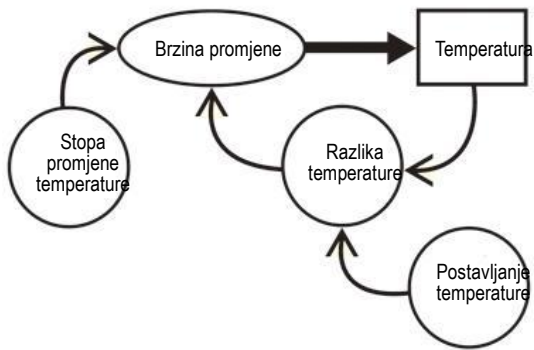 Brzina promjene
Temperatura
Stopa
promjene
temperature
Razlika
temperature
Postavljanje
temperature